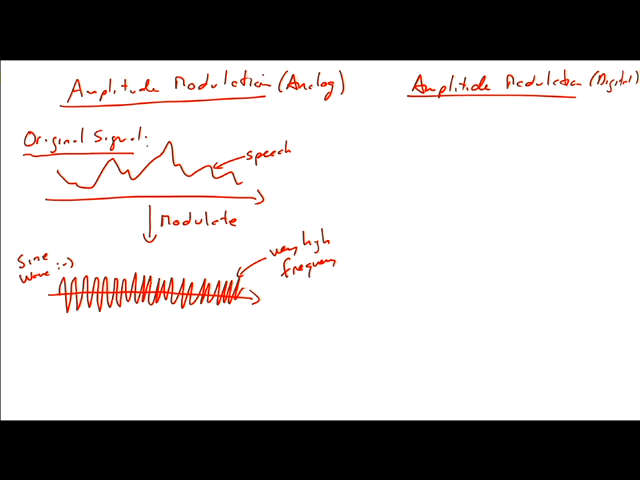 Amplitude Modulation (Analog)
Amplitude Modulation (Digital)
Original Signal:
speech
Modulate
Sine
Wave :-)
very high
frequency